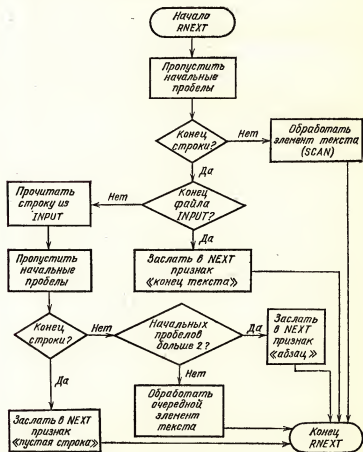 Начало
RNEXT
Пропустить
начальные
пробелы
Конец
строки?
Нет
Обработать
элемент текста
(SCAN)
Да
Прочитать
строку из
INPUT
Нет
Конец
файла
INPUT?
Да
Пропустить
начальные
пробелы
Заслать в NEXT
признак
«конец текста»
Конец
строки?
Нет
Начальных
пробелов
больше 2?
Да
Заслать
в NEXT
признак
«абзац»
Да
Нет
Заслать в NEXT
признак
«пустая строка»
Обработать
очередной
элемент
текста
Конец
RNEXT